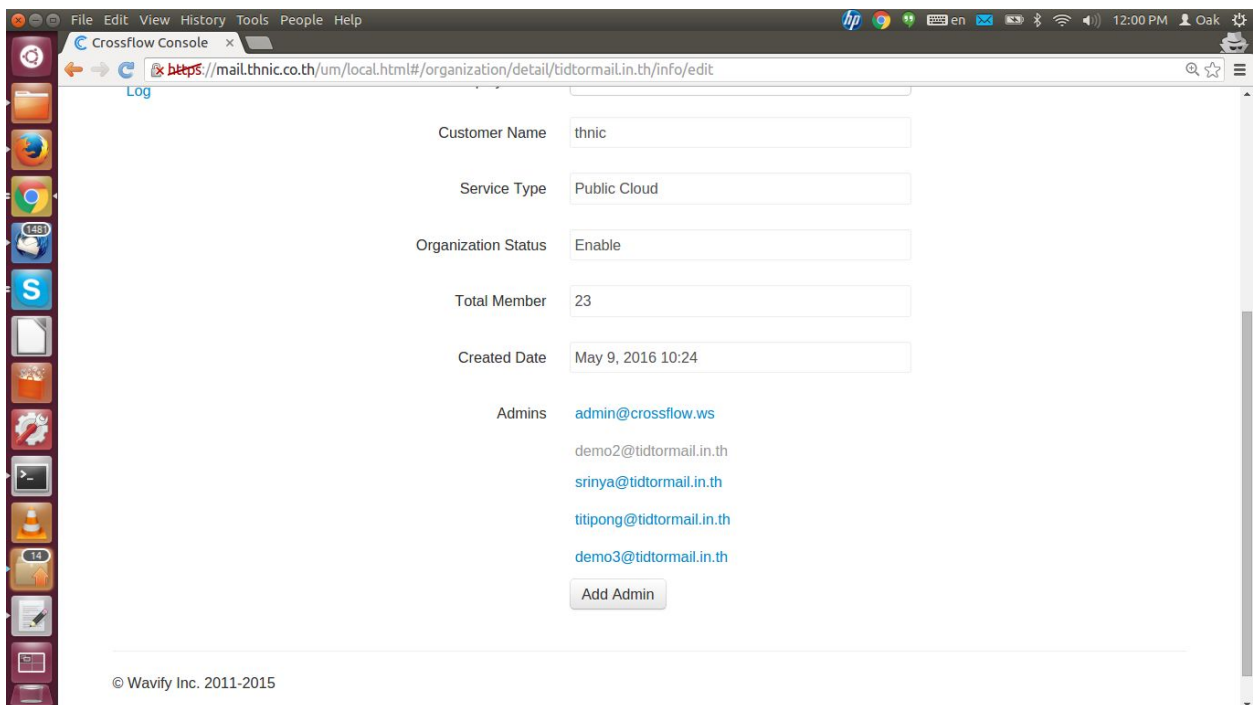 File Edit View History Tools People Help
hp en 12:00 PM Oak
Crossflow Console ×
https://mail.thnic.co.th/um/local.html#/organization/detail/tidtormail.in.th/info/edit
Log
Customer Name thnic
Service Type Public Cloud
1481
Organization Status Enable
S
Total Member 23
Created Date May 9, 2016 10:24
Admins admin@crossflow.ws
demo2@tidtormail.in.th
srinya@tidtormail.in.th
titipong@tidtormail.in.th
14
demo3@tidtormail.in.th
Add Admin
© Wavify Inc. 2011-2015